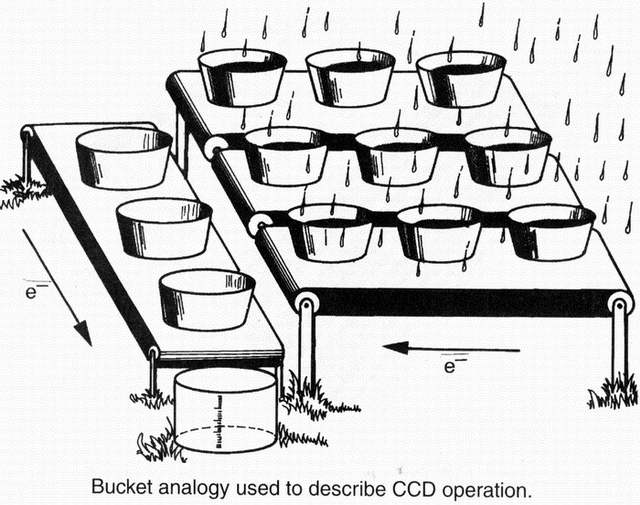 e⁻
e⁻
Bucket analogy used to describe CCD operation.